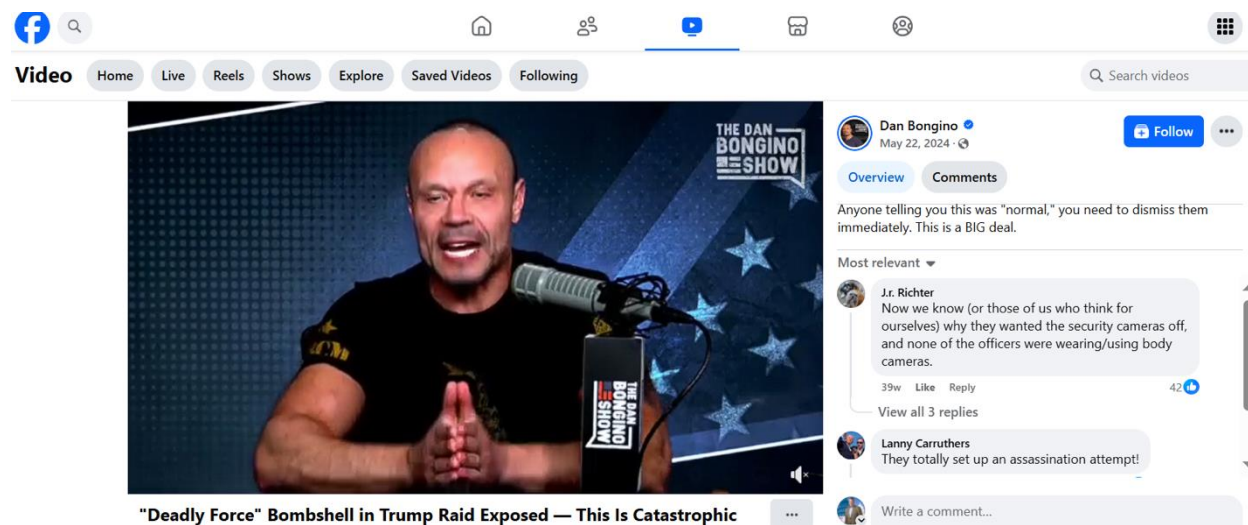 Video
Home
Live
Reels
Shows
Explore
Saved Videos
Following
Search videos
THE DAN
BONGINO
SHOW
THE DAN
BONGINO
SHOW
"Deadly Force" Bombshell in Trump Raid Exposed — This Is Catastrophic
Dan Bongino
May 22, 2024 ·
Follow
Overview
Comments
Anyone telling you this was "normal," you need to dismiss them
immediately. This is a BIG deal.
Most relevant
J.r. Richter
Now we know (or those of us who think for
ourselves) why they wanted the security cameras off,
and none of the officers were wearing/using body
cameras.
39w Like Reply 42
View all 3 replies
Lanny Carruthers
They totally set up an assassination attempt!
Write a comment...